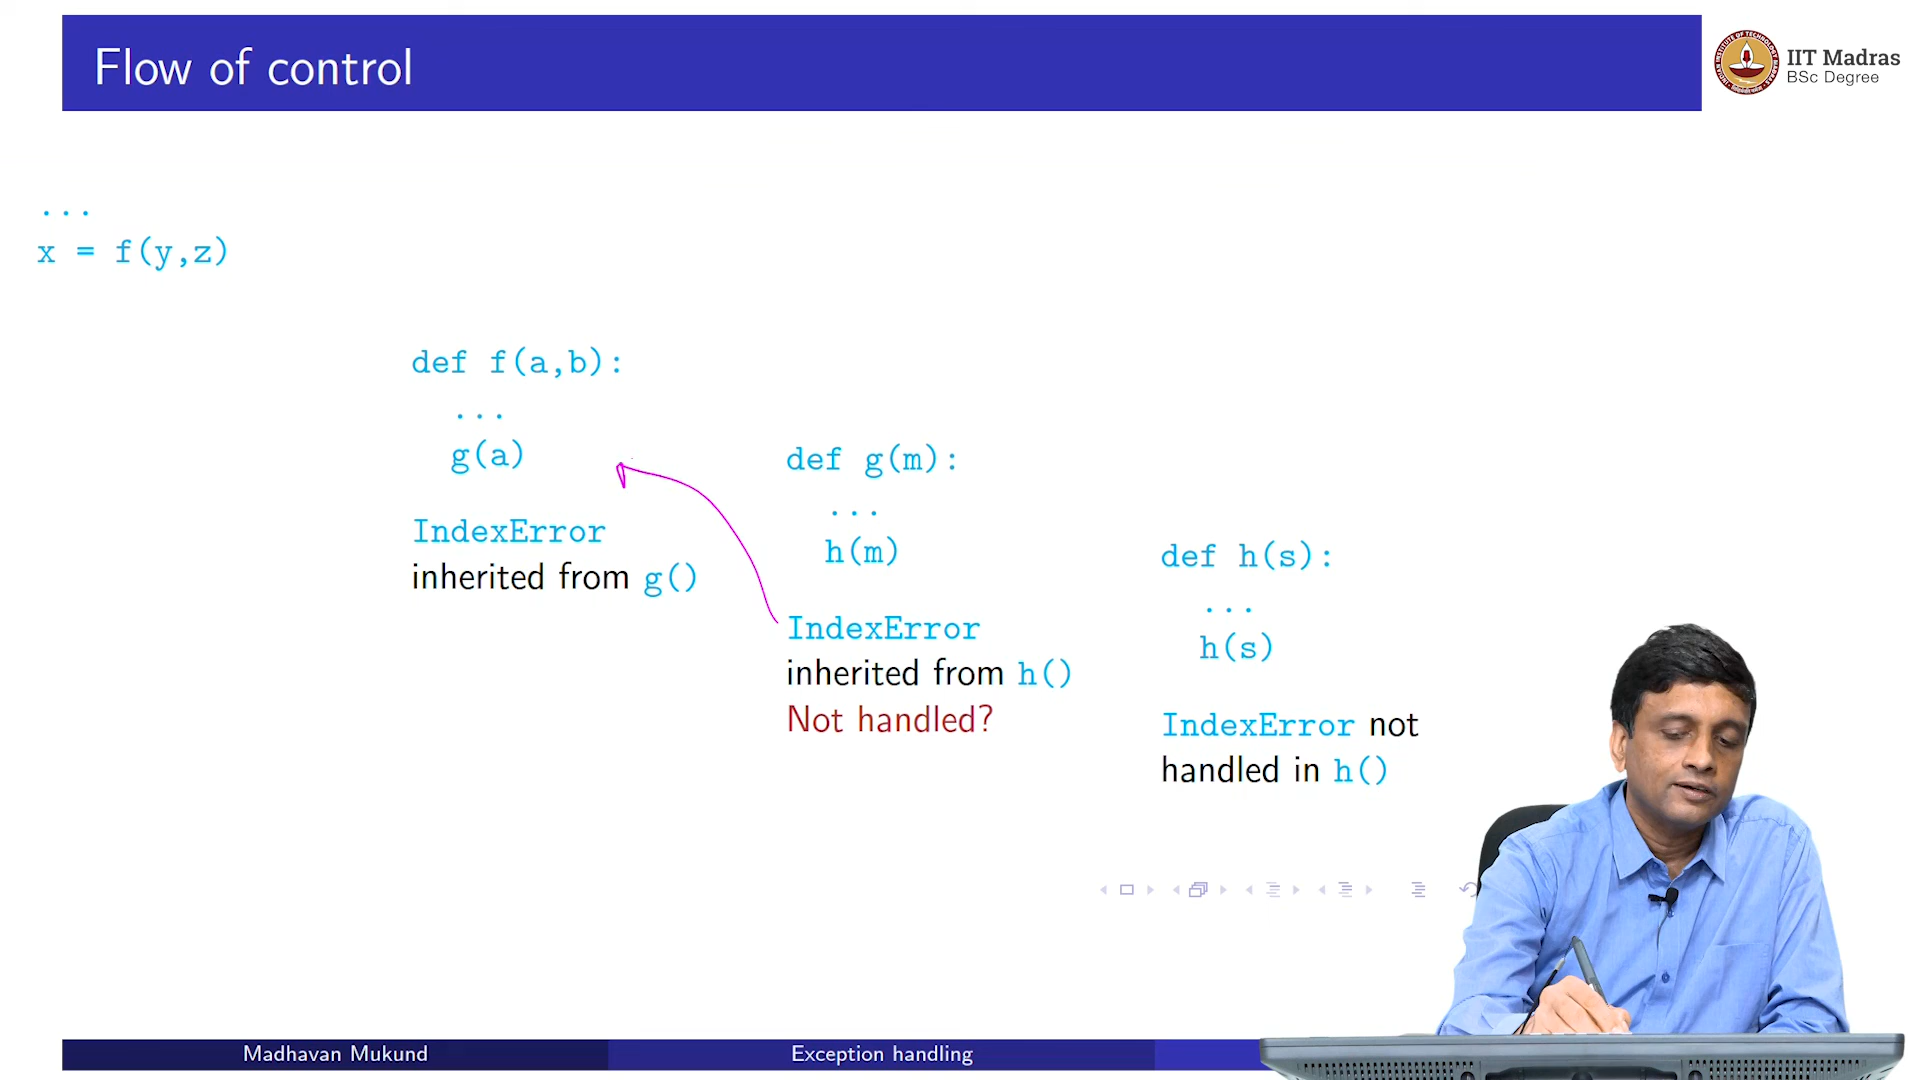 Flow of control
IIT Madras
BSc Degree
...
x = f(y,z)
def f(a,b):
...
g(a)
IndexError
inherited from g()
def g(m):
...
h(m)
IndexError
inherited from h()
Not handled?
def h(s):
...
h(s)
IndexError not
handled in h()
Madhavan Mukund
Exception handling